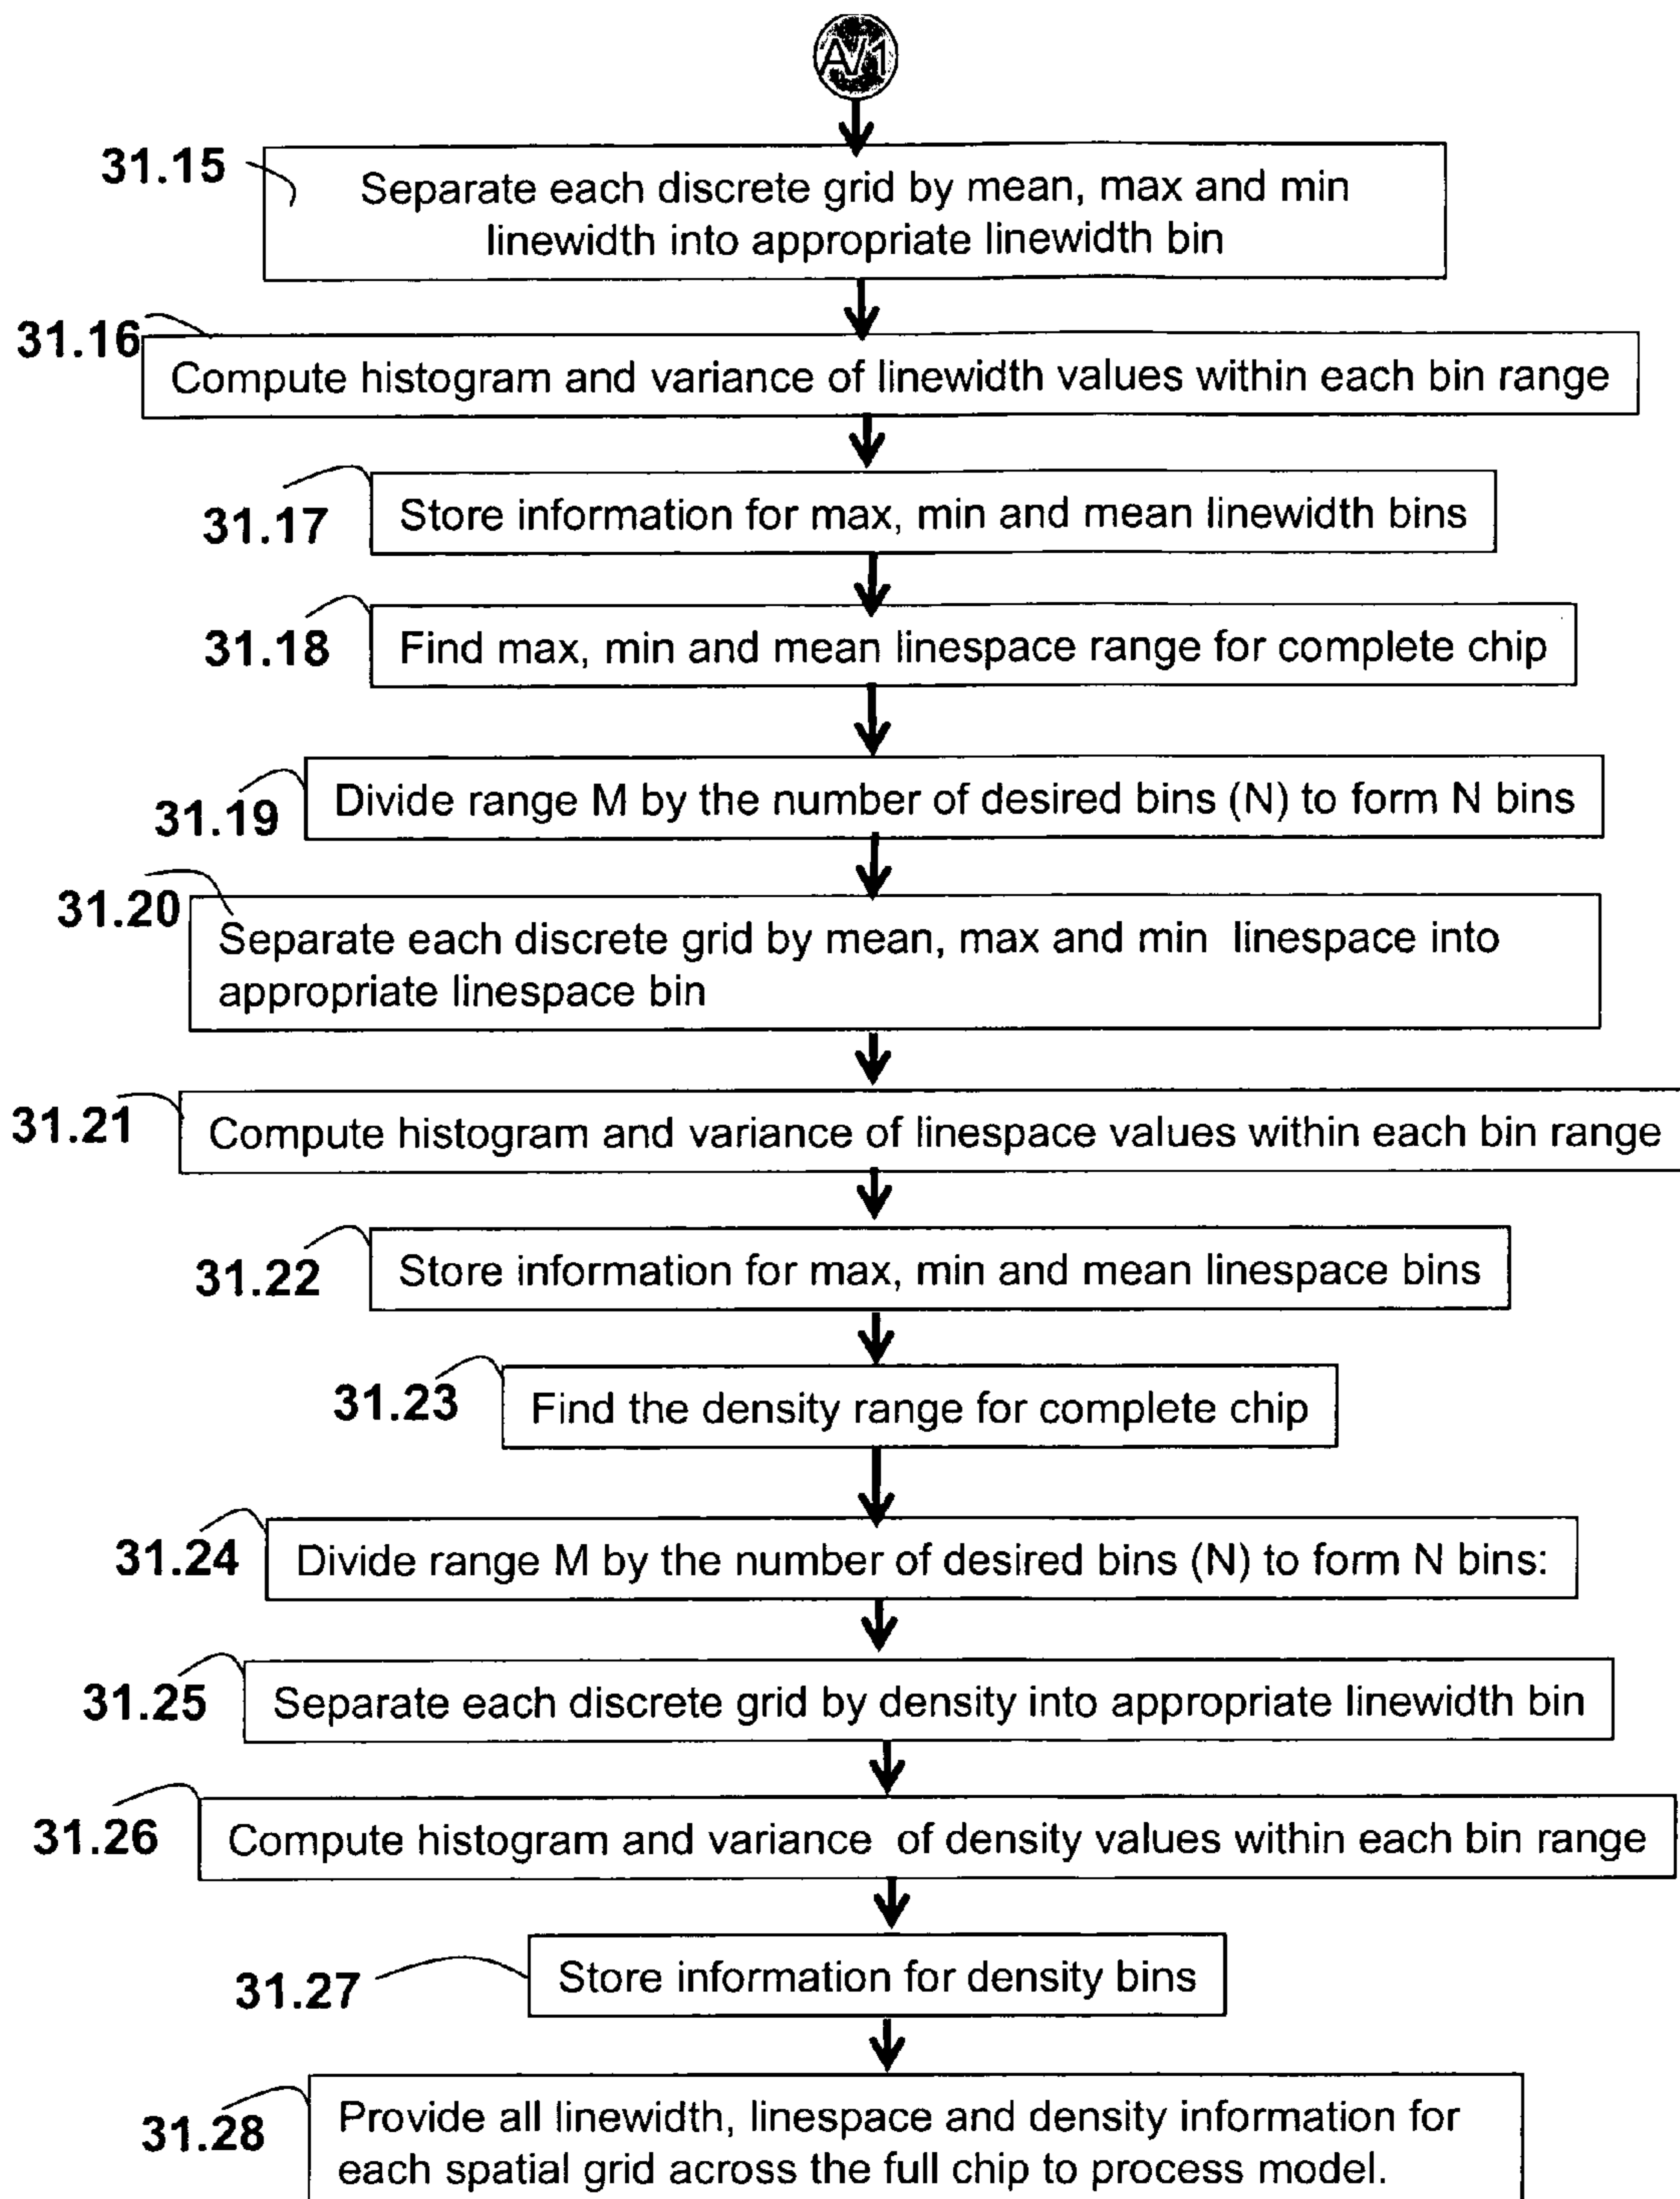 A/1
31.15
Separate each discrete grid by mean, max and min
linewidth into appropriate linewidth bin
31.16
Compute histogram and variance of linewidth values within each bin range
31.17
Store information for max, min and mean linewidth bins
31.18
Find max, min and mean linespace range for complete chip
31.19
Divide range M by the number of desired bins (N) to form N bins
31.20
Separate each discrete grid by mean, max and min linespace into
appropriate linespace bin
31.21
Compute histogram and variance of linespace values within each bin range
31.22
Store information for max, min and mean linespace bins
31.23
Find the density range for complete chip
31.24
Divide range M by the number of desired bins (N) to form N bins:
31.25
Separate each discrete grid by density into appropriate linewidth bin
31.26
Compute histogram and variance of density values within each bin range
31.27
Store information for density bins
31.28
Provide all linewidth, linespace and density information for
each spatial grid across the full chip to process model.